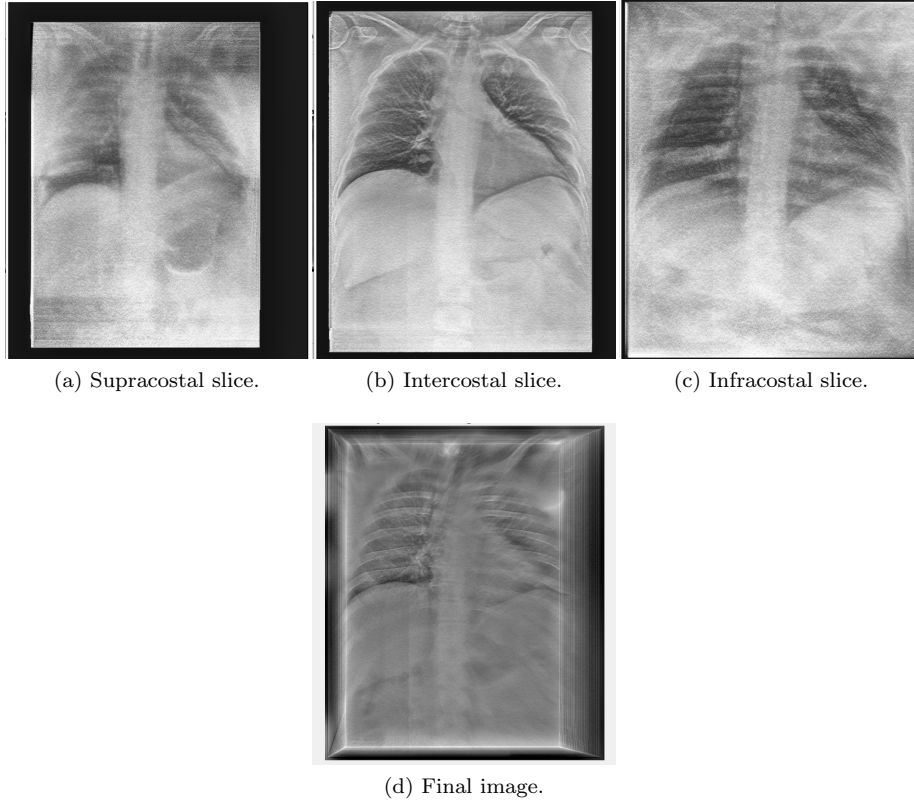 (a) Supracostal slice.
(b) Intercostal slice.
(c) Infracostal slice.
(d) Final image.